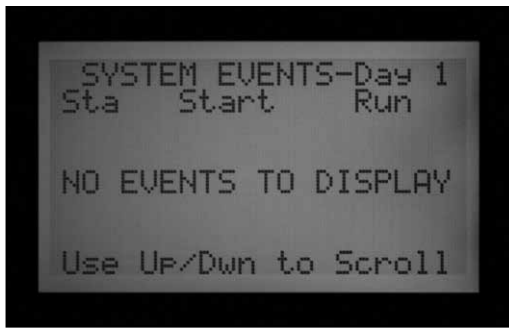 SYSTEM EVENTS-Day 1
Sta Start Run
NO EVENTS TO DISPLAY
Use Up/Dwn to Scroll